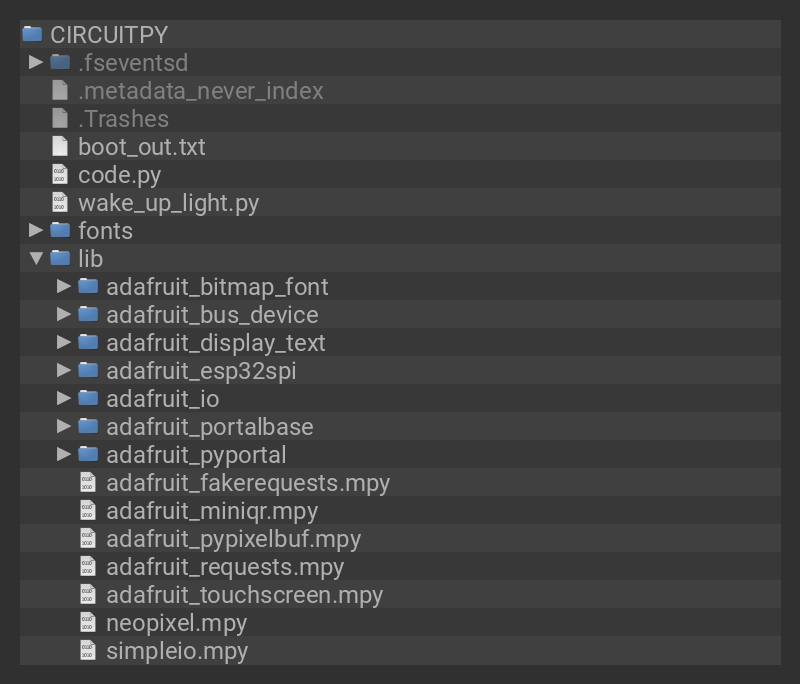 CIRCUITPY
.fseventsd
.metadata_never_index
.Trashes
boot_out.txt
code.py
wake_up_light.py
fonts
lib
adafruit_bitmap_font
adafruit_bus_device
adafruit_display_text
adafruit_esp32spi
adafruit_io
adafruit_portalbase
adafruit_pyportal
adafruit_fakerequests.mpy
adafruit_miniqr.mpy
adafruit_pypixelbuf.mpy
adafruit_requests.mpy
adafruit_touchscreen.mpy
neopixel.mpy
simpleio.mpy